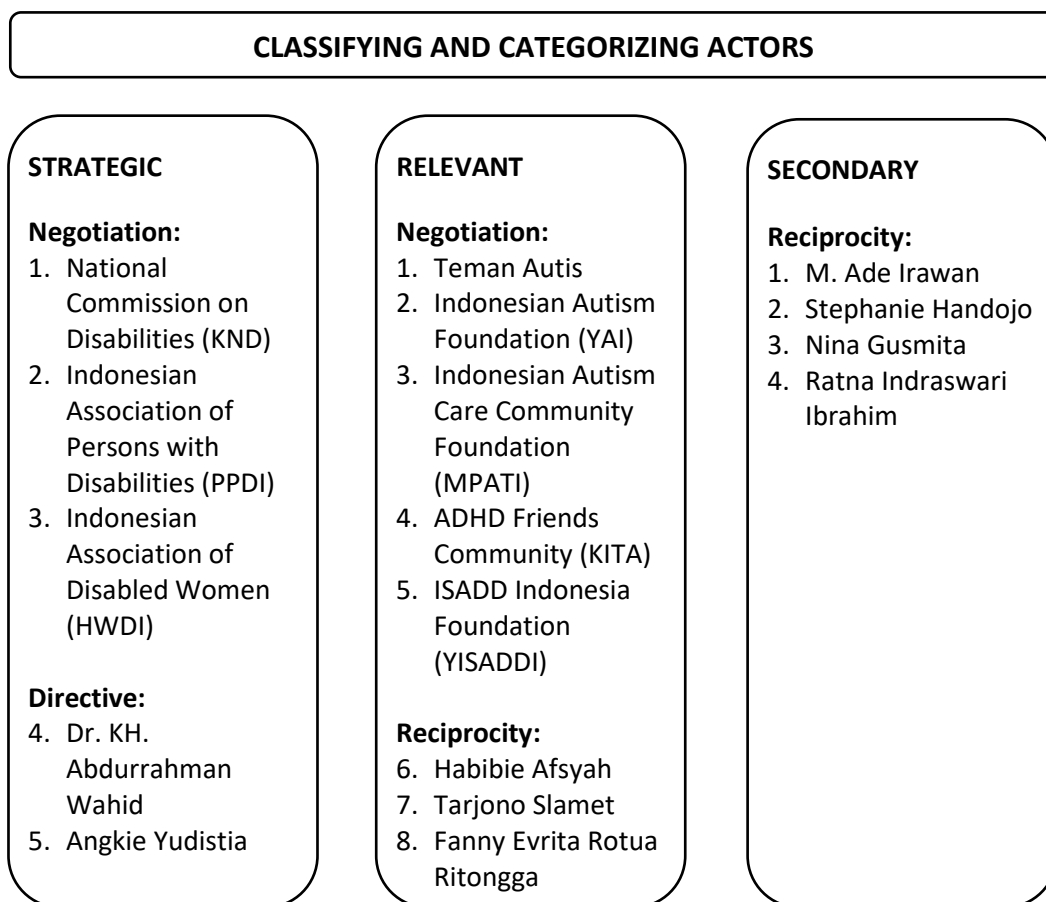 CLASSIFYING AND CATEGORIZING ACTORS
STRATEGIC
Negotiation:
1. National
Commission on
Disabilities (KND)
2. Indonesian
Association of
Persons with
Disabilities (PPDI)
3. Indonesian
Association of
Disabled Women
(HWDI)
Directive:
4. Dr. KH.
Abdurrahman
Wahid
5. Angkie Yudistia
RELEVANT
Negotiation:
1. Teman Autis
2. Indonesian Autism
Foundation (YAI)
3. Indonesian Autism
Care Community
Foundation
(MPATI)
4. ADHD Friends
Community (KITA)
5. ISADD Indonesia
Foundation
(YISADDI)
Reciprocity:
6. Habibie Afsyah
7. Tarjono Slamet
8. Fanny Evrita Rotua
Ritongga
SECONDARY
Reciprocity:
1. M. Ade Irawan
2. Stephanie Handojo
3. Nina Gusmita
4. Ratna Indraswari
Ibrahim